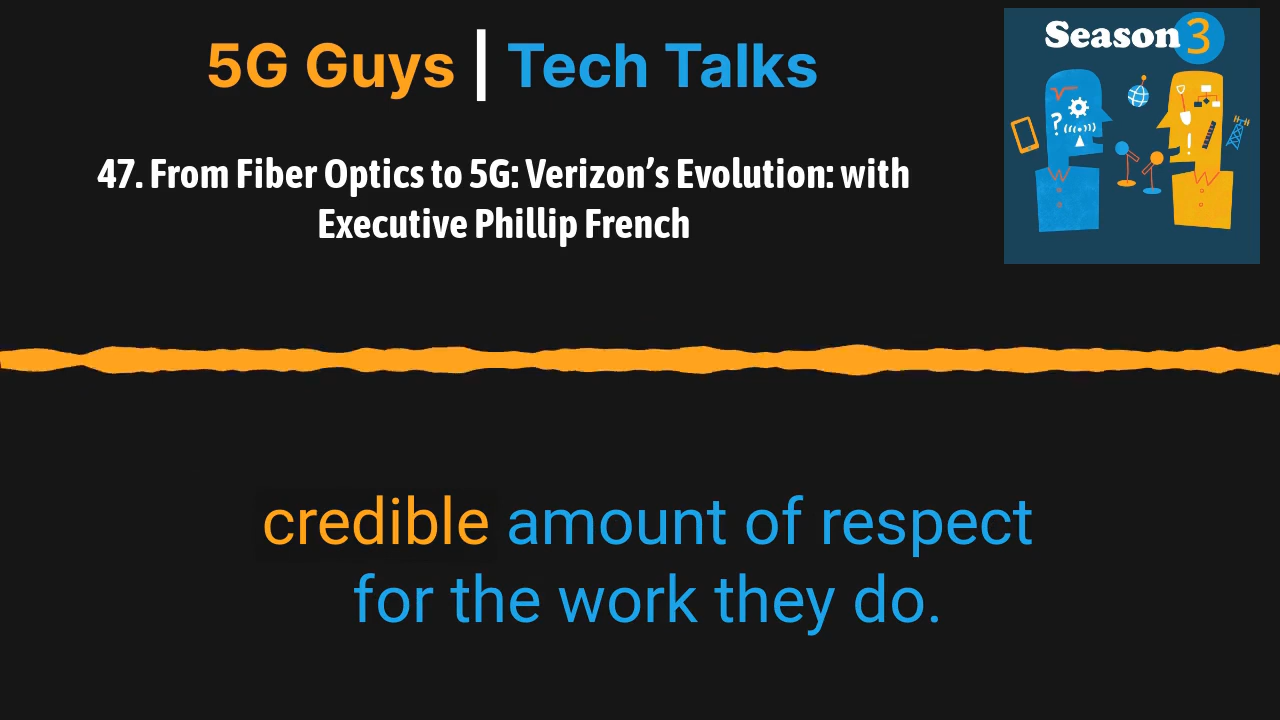 5G Guys | Tech Talks
Season 3
47. From Fiber Optics to 5G: Verizon’s Evolution: with
Executive Phillip French
?
!
credible amount of respect
for the work they do.